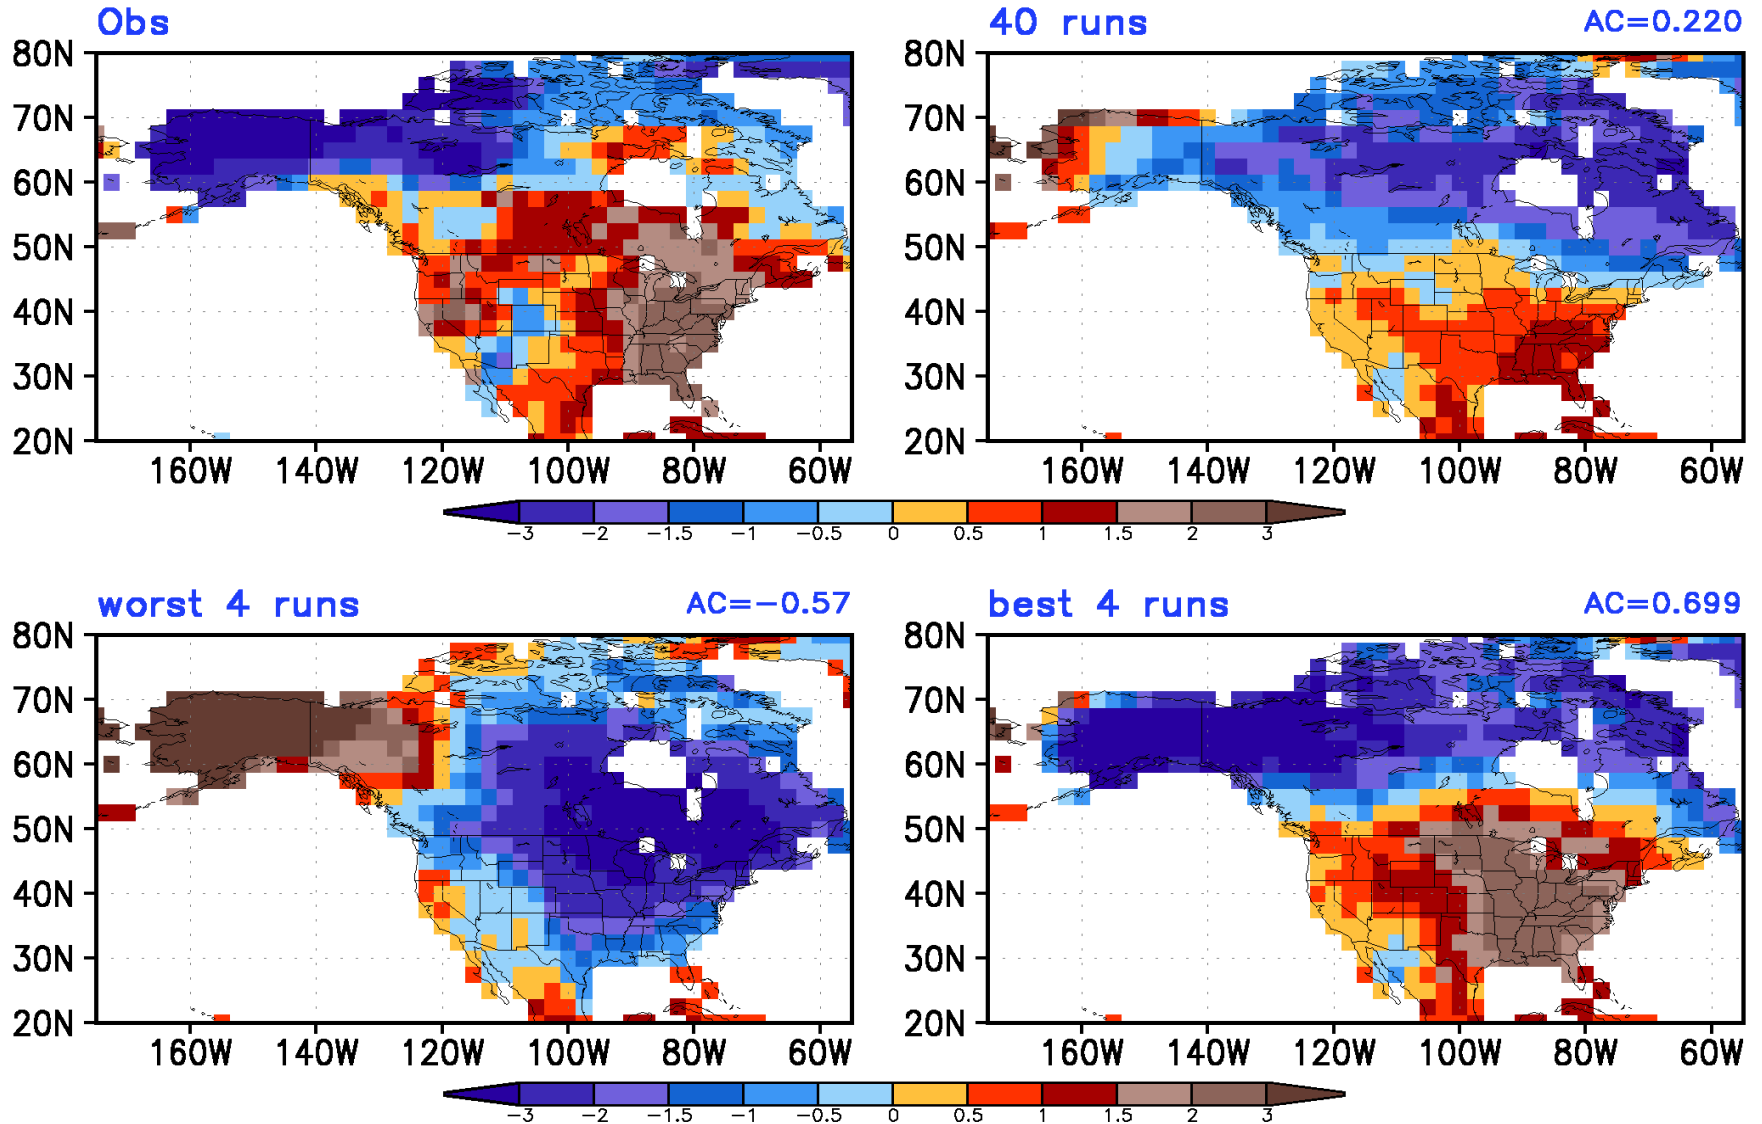 Obs
40 runs AC=0.220
80N 80N
70N 70N
60N 60N
50N 50N
40N 40N
30N 30N
20N 20N
160W 140W 120W 100W 80W 60W 160W 140W 120W 100W 80W 60W
-3 -2 -1.5 -1 -0.5 0 0.5 1 1.5 2 3
worst 4 runs AC=-0.57
best 4 runs AC=0.699
80N 80N
70N 70N
60N 60N
50N 50N
40N 40N
30N 30N
20N 20N
160W 140W 120W 100W 80W 60W 160W 140W 120W 100W 80W 60W
-3 -2 -1.5 -1 -0.5 0 0.5 1 1.5 2 3